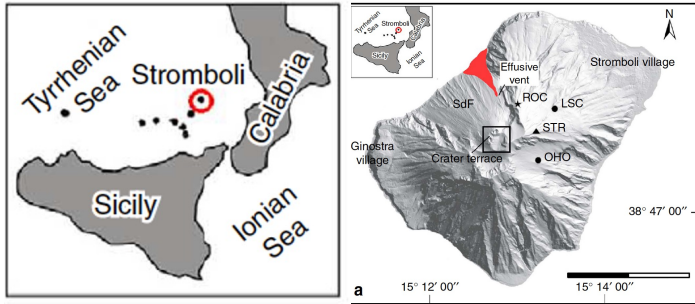 Tyrrhenian
Sea
Stromboli
Calabria
Sicily
Ionian
Sea
Tyrrhenian
Sea
Stromboli
Calabria
Sicily
Ionian
Sea
N
Effusive
vent
Stromboli village
ROC
LSC
SdF
STR
Ginostra
village
Crater terrace
OHO
38° 47' 00''
a
15° 12' 00''
15° 14' 00''